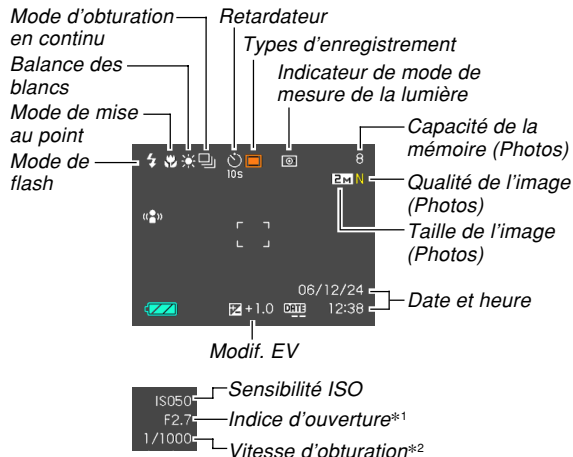 Mode d'obturation
en continu
Balance des
blancs
Mode de mise
au point
Mode de
flash
Retardateur
Types d'enregistrement
Indicateur de mode de
mesure de la lumière
Capacité de la
mémoire (Photos)
Qualité de l'image
(Photos)
Taille de l'image
(Photos)
Date et heure
10s
8
2M N
06/12/24
+1.0 DATE 12:38
Modif. EV
ISO50
F2.7
1/1000
Sensibilité ISO
Indice d'ouverture*1
Vitesse d'obturation*2